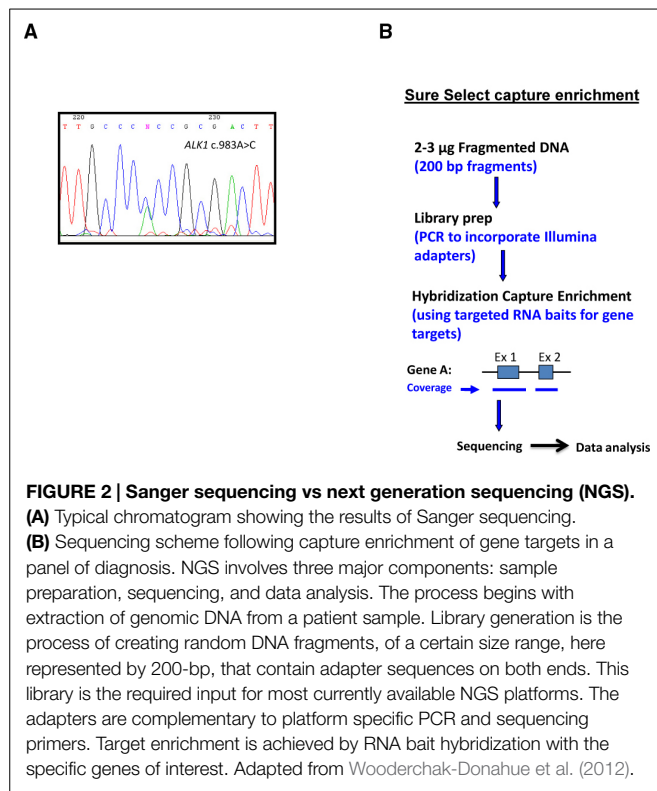 A
B
220 230
T T G C C C N C C G C G A C T T
ALK1 c.983A>C
Sure Select capture enrichment
2-3 µg Fragmented DNA
(200 bp fragments)
Library prep
(PCR to incorporate Illumina
adapters)
Hybridization Capture Enrichment
(using targeted RNA baits for gene
targets)
Ex 1 Ex 2
Gene A:
Coverage
Sequencing Data analysis
FIGURE 2 | Sanger sequencing vs next generation sequencing (NGS).
(A) Typical chromatogram showing the results of Sanger sequencing.
(B) Sequencing scheme following capture enrichment of gene targets in a
panel of diagnosis. NGS involves three major components: sample
preparation, sequencing, and data analysis. The process begins with
extraction of genomic DNA from a patient sample. Library generation is the
process of creating random DNA fragments, of a certain size range, here
represented by 200-bp, that contain adapter sequences on both ends. This
library is the required input for most currently available NGS platforms. The
adapters are complementary to platform specific PCR and sequencing
primers. Target enrichment is achieved by RNA bait hybridization with the
specific genes of interest. Adapted from Wooderchak-Donahue et al. (2012).